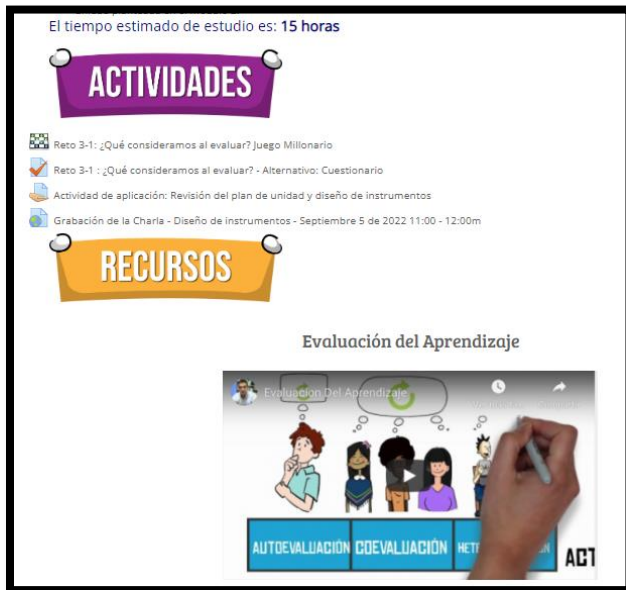 El tiempo estimado de estudio es: 15 horas
ACTIVIDADES
Reto 3-1: ¿Qué consideramos al evaluar? Juego Millonario
Reto 3-1 : ¿Qué consideramos al evaluar? - Alternativo: Cuestionario
Actividad de aplicación: Revisión del plan de unidad y diseño de instrumentos
Grabación de la Charla - Diseño de instrumentos - Septiembre 5 de 2022 11:00 - 12:00m
RECURSOS
Evaluación del Aprendizaje
Evaluacion Del Aprendizaje
AUTOEVALUACIÓN COEVALUACIÓN HET
ACT